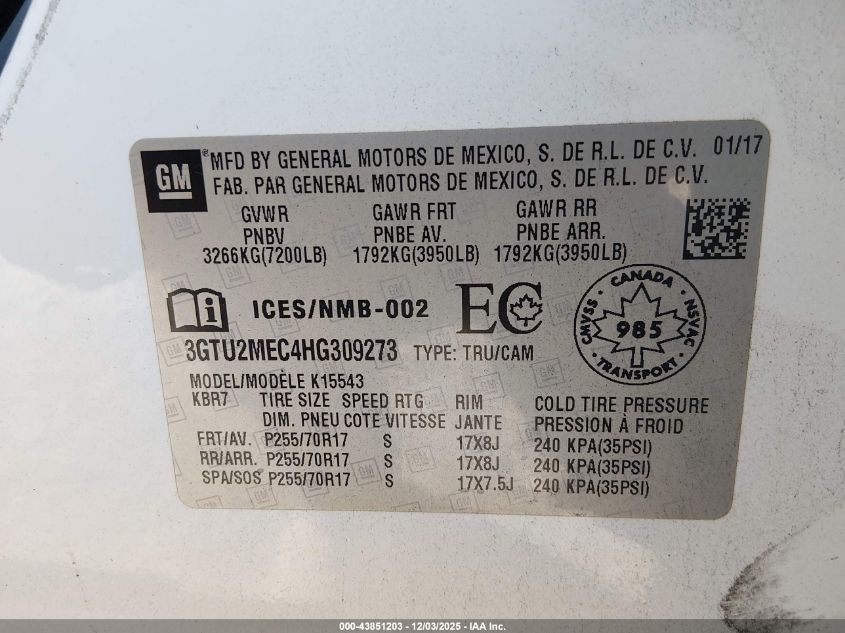 GM
®MFD BY GENERAL MOTORS DE MEXICO, S. DE R.L. DE C.V. 01/17
FAB. PAR GENERAL MOTORS DE MEXICO, S. DE R.L. DE C.V.
GVWR GAWR FRT GAWR RR
PNBV PNBE AV. PNBE ARR.
3266KG(7200LB) 1792KG(3950LB) 1792KG(3950LB)
i ICES/NMB-002 EC
CANADA CMVSS NSVAC 985 TRANSPORT
3GTU2MEC4HG309273 TYPE: TRU/CAM
MODEL/MODÈLE K15543
KBR7 TIRE SIZE SPEED RTG RIM COLD TIRE PRESSURE
DIM. PNEU COTE VITESSE JANTE PRESSION À FROID
FRT/AV. P255/70R17 S 17X8J 240 KPA(35PSI)
RR/ARR. P255/70R17 S 17X8J 240 KPA(35PSI)
SPA/SOS P255/70R17 S 17X7.5J 240 KPA(35PSI)
000-43851203 - 12/03/2025 - IAA Inc.